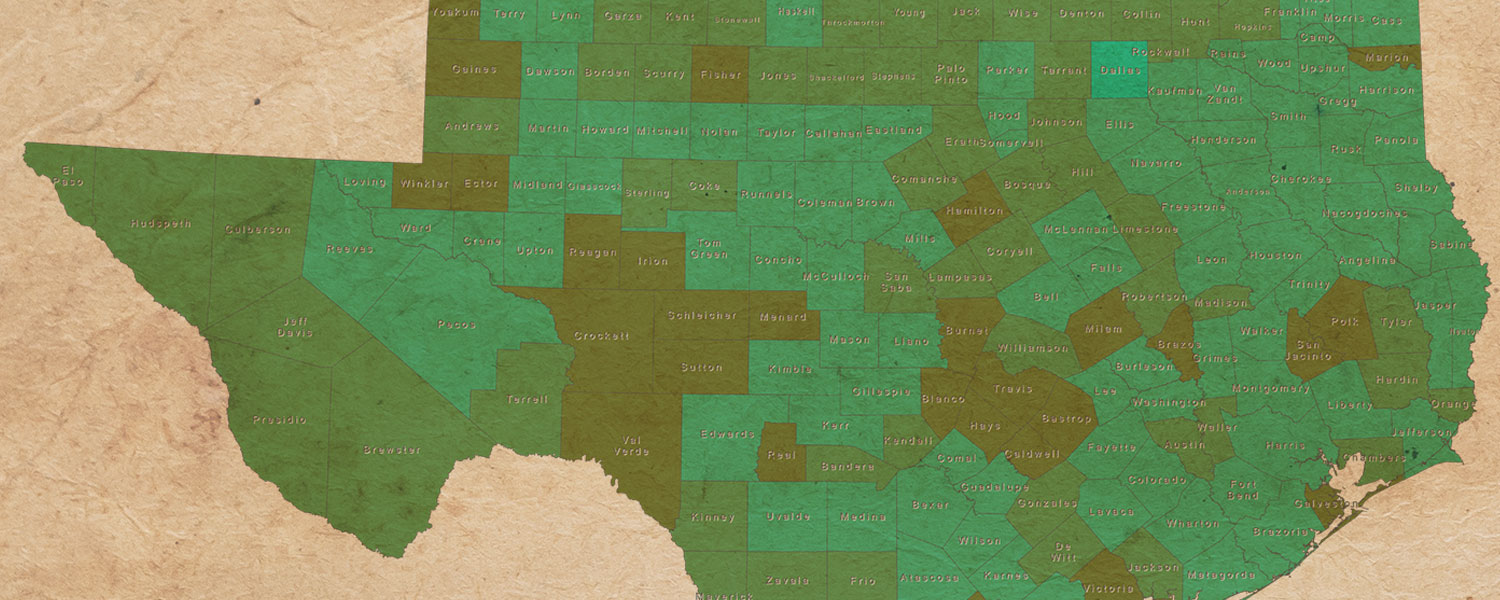 Yoakum
Terry
Lynn
Garza
Kent
Stonewall
Haskell
Throckmorton
Young
Jack
Wise
Denton
Collin
Hunt
Hopkins
Franklin
Morris
Cass
Camp
Gaines
Dawson
Borden
Scurry
Fisher
Jones
Shackelford
Stephens
Palo
Pinto
Parker
Tarrant
Dallas
Rockwall
Rains
Wood
Upshur
Marion
Kaufman
Van
Zandt
Gregg
Harrison
Andrews
Martin
Howard
Mitchell
Nolan
Taylor
Callahan
Eastland
Erath
Hood
Somervell
Johnson
Ellis
Henderson
Smith
Rusk
Panola
El
Paso
Hudspeth
Culberson
Loving
Winkler
Ector
Midland
Glasscock
Sterling
Coke
Runnels
Coleman
Brown
Comanche
Hamilton
Bosque
Hill
Navarro
Freestone
Anderson
Cherokee
Nacogdoches
Shelby
Reeves
Ward
Crane
Upton
Reagan
Irion
Tom
Green
Concho
McCulloch
San
Saba
Mills
Lampasas
Coryell
McLennan
Limestone
Falls
Leon
Houston
Angelina
Sabine
Jeff
Davis
Pecos
Crockett
Schleicher
Menard
Mason
Llano
Burnet
Bell
Williamson
Milam
Robertson
Brazos
Madison
Grimes
Walker
Trinity
Polk
San
Jacinto
Tyler
Jasper
Presidio
Brewster
Terrell
Val
Verde
Sutton
Kimble
Gillespie
Blanco
Travis
Hays
Bastrop
Caldwell
Lee
Burleson
Washington
Montgomery
Liberty
Hardin
Orange
Jefferson
Edwards
Real
Kerr
Bandera
Kendall
Comal
Guadalupe
Fayette
Austin
Waller
Harris
Chambers
Kinney
Uvalde
Medina
Bexar
Wilson
Gonzales
Lavaca
Colorado
Fort
Bend
Wharton
Brazoria
Galveston
Maverick
Zavala
Frio
Atascosa
Karnes
De
Witt
Victoria
Jackson
Matagorda